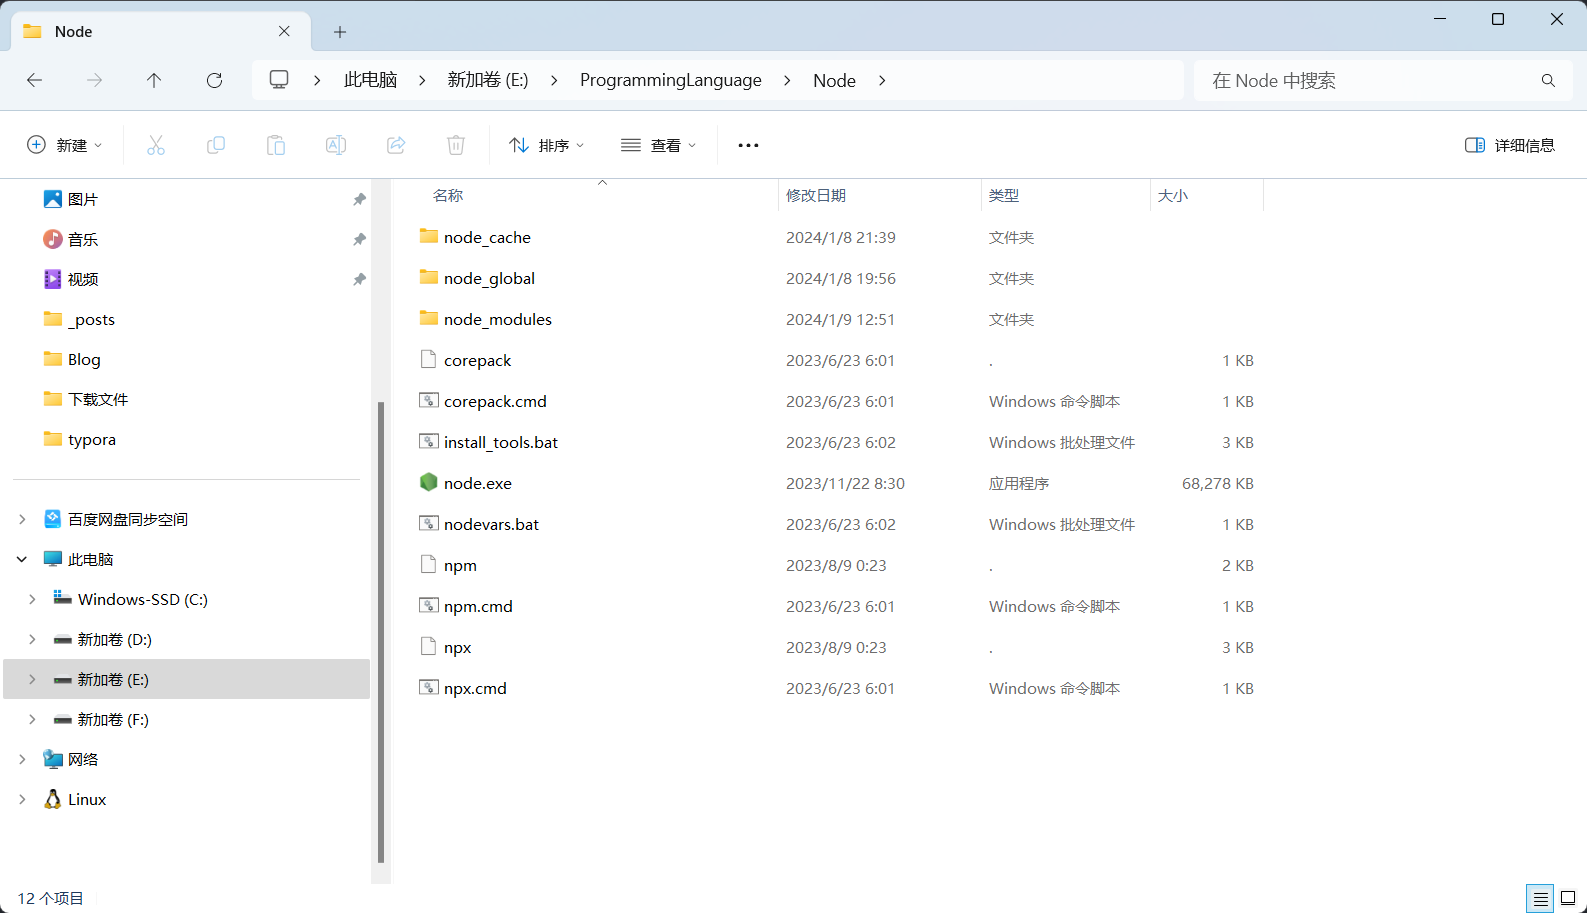 Node
此电脑 新加卷 (E:) ProgrammingLanguage Node
在 Node 中搜索
新建 排序 查看 详细信息
图片
音乐
视频
_posts
Blog
下载文件
typora
百度网盘同步空间
此电脑
Windows-SSD (C:)
新加卷 (D:)
新加卷 (E:)
新加卷 (F:)
网络
Linux
名称 修改日期 类型 大小
node_cache 2024/1/8 21:39 文件夹
node_global 2024/1/8 19:56 文件夹
node_modules 2024/1/9 12:51 文件夹
corepack 2023/6/23 6:01 . 1 KB
corepack.cmd 2023/6/23 6:01 Windows 命令脚本 1 KB
install_tools.bat 2023/6/23 6:02 Windows 批处理文件 3 KB
node.exe 2023/11/22 8:30 应用程序 68,278 KB
nodevars.bat 2023/6/23 6:02 Windows 批处理文件 1 KB
npm 2023/8/9 0:23 . 2 KB
npm.cmd 2023/6/23 6:01 Windows 命令脚本 1 KB
npx 2023/8/9 0:23 . 3 KB
npx.cmd 2023/6/23 6:01 Windows 命令脚本 1 KB
12 个项目